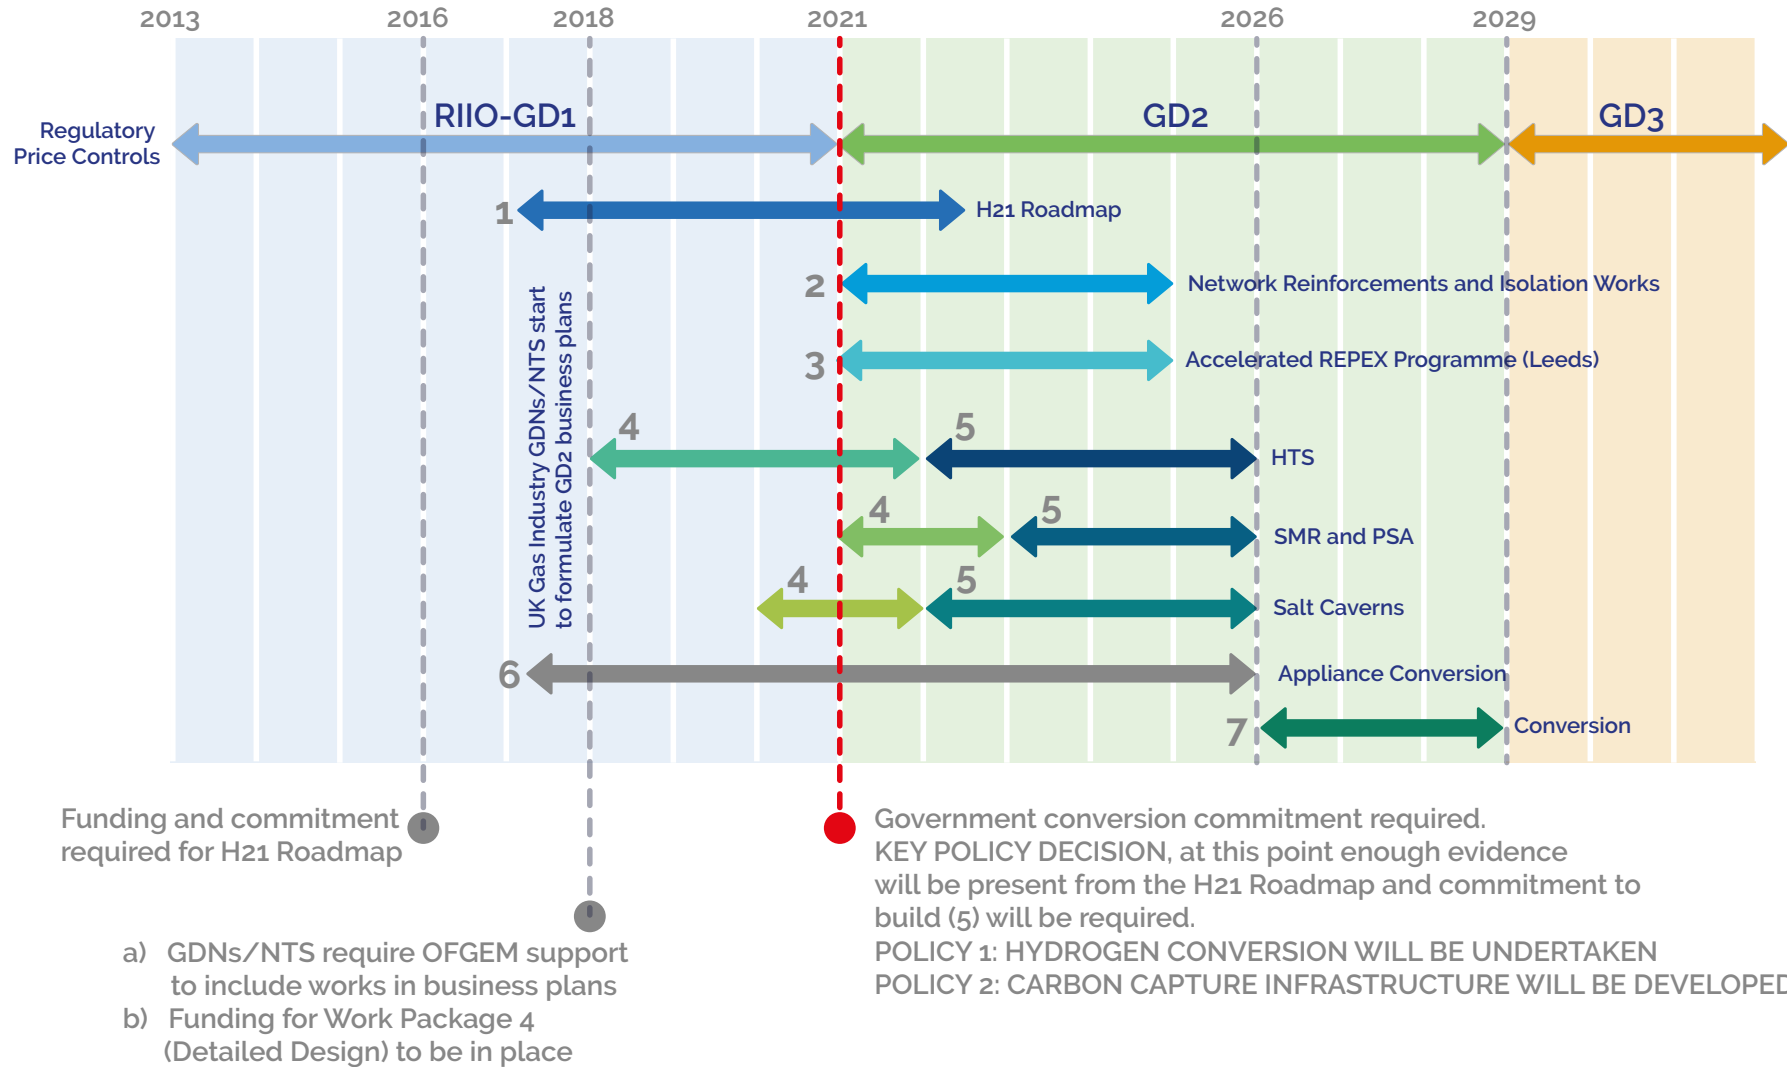 2013 2016 2018 2021 2026 2029
RIIO-GD1 GD2 GD3
Regulatory
Price Controls
1 H21 Roadmap
2 Network Reinforcements and Isolation Works
3 Accelerated REPEX Programme (Leeds)
UK Gas Industry GDNs/NTS start
to formulate GD2 business plans
4 5 HTS
4 5 SMR and PSA
4 5 Salt Caverns
6 Appliance Conversion
7 Conversion
Funding and commitment
required for H21 Roadmap
a) GDNs/NTS require OFGEM support
to include works in business plans
b) Funding for Work Package 4
(Detailed Design) to be in place
Government conversion commitment required.
KEY POLICY DECISION, at this point enough evidence
will be present from the H21 Roadmap and commitment to
build (5) will be required.
POLICY 1: HYDROGEN CONVERSION WILL BE UNDERTAKEN
POLICY 2: CARBON CAPTURE INFRASTRUCTURE WILL BE DEVELOPED